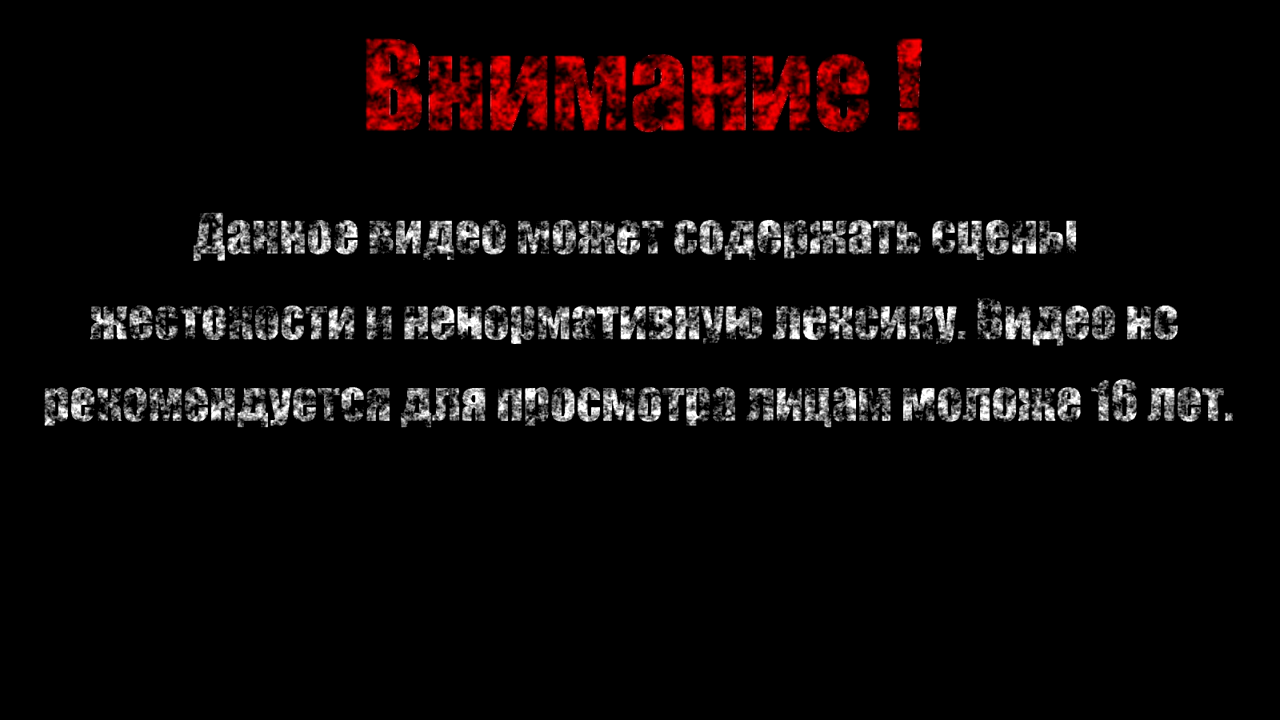 Внимание !
Данное видео может содержать сцены
жестокости и ненормативную лексику. Видео не
рекомендуется для просмотра лицам моложе 16 лет.